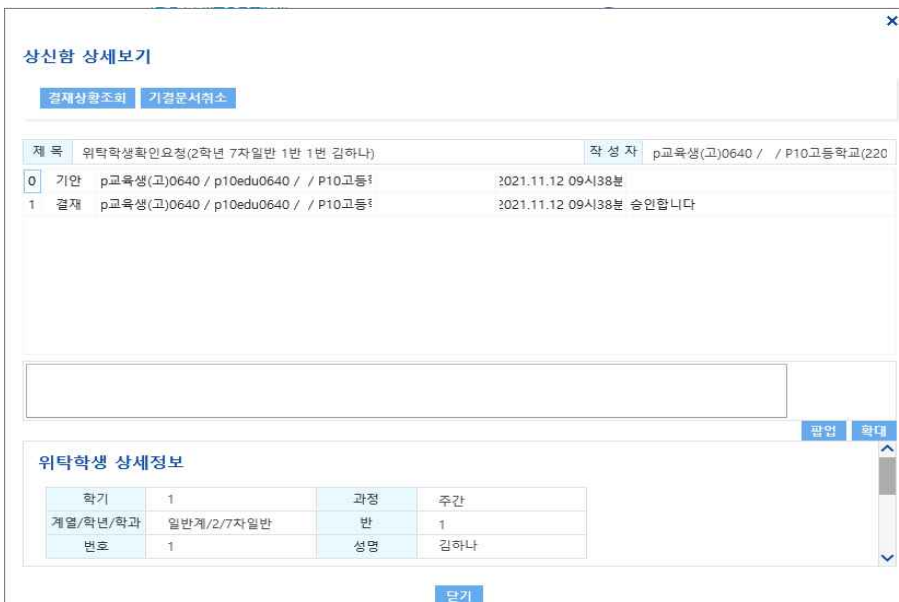 상신함 상세보기
결재상황조회 기결문서취소
제 목 위탁학생확인요청(2학년 7차일반 1반 1번 김하나) 작 성 자 p교육생(고)0640 / / P10고등학교(220
0 기안 p교육생(고)0640 / p10edu0640 / / P10고등 2021.11.12 09시38분
1 결재 p교육생(고)0640 / p10edu0640 / / P10고등 2021.11.12 09시38분 승인합니다
팝업 확대
위탁학생 상세정보
학기 1 과정 주간
계열/학년/학과 일반계/2/7차일반 반 1
번호 1 성명 김하나
닫기